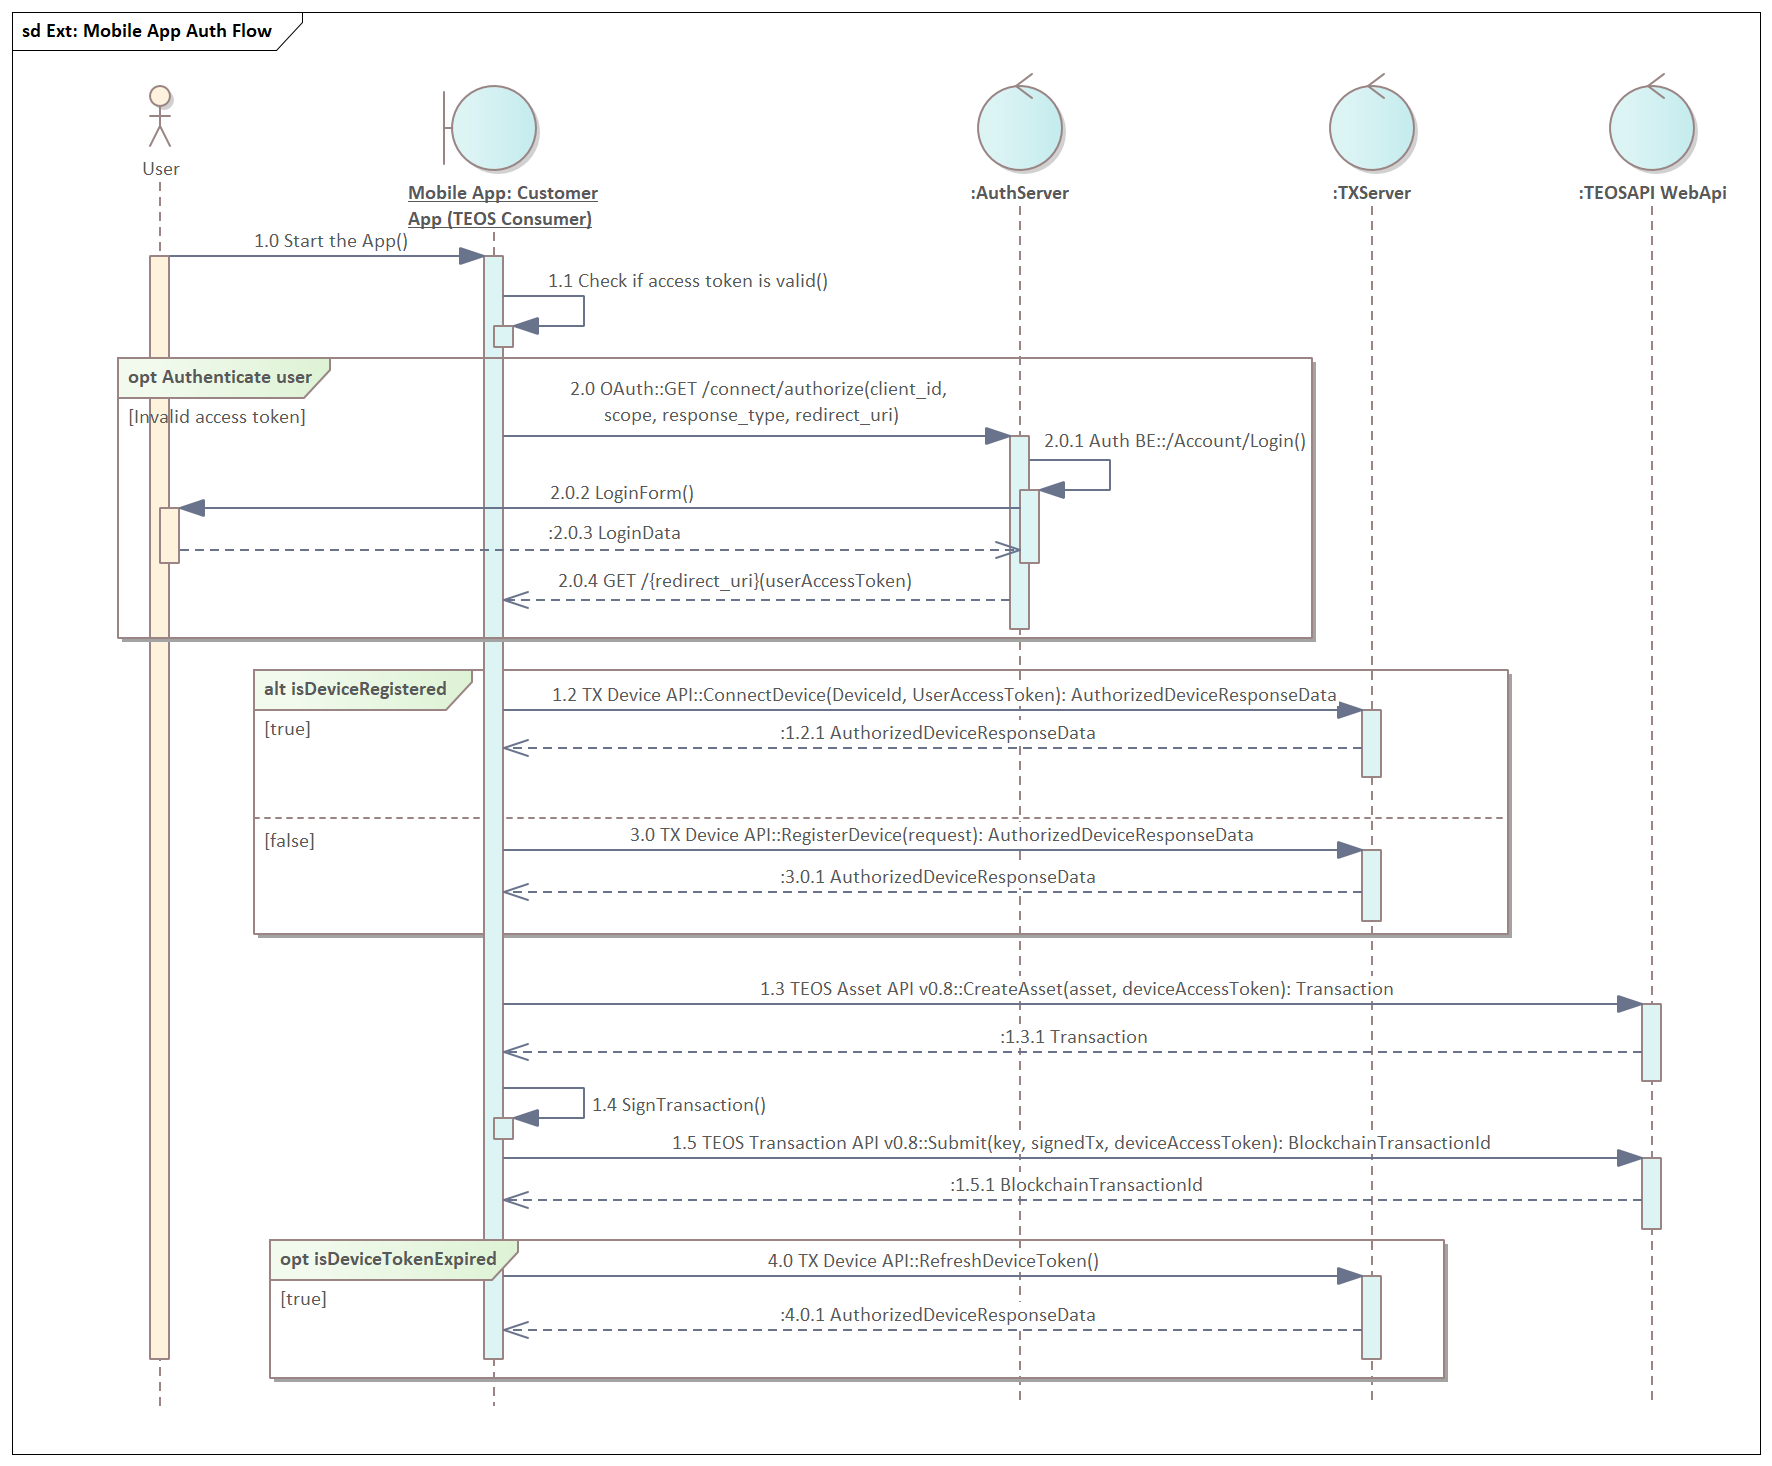 sd Ext: Mobile App Auth Flow
User
Mobile App: Customer
App (TEOS Consumer)
:AuthServer
:TXServer
:TEOSAPI WebApi
1.0 Start the App()
1.1 Check if access token is valid()
opt Authenticate user
[Invalid access token]
2.0 OAuth::GET /connect/authorize(client_id,
scope, response_type, redirect_uri)
2.0.1 Auth BE::/Account/Login()
2.0.2 LoginForm()
:2.0.3 LoginData
2.0.4 GET /{redirect_uri}(userAccessToken)
alt isDeviceRegistered
1.2 TX Device API::ConnectDevice(DeviceId, UserAccessToken): AuthorizedDeviceResponseData
[true]
:1.2.1 AuthorizedDeviceResponseData
3.0 TX Device API::RegisterDevice(request): AuthorizedDeviceResponseData
[false]
:3.0.1 AuthorizedDeviceResponseData
1.3 TEOS Asset API v0.8::CreateAsset(asset, deviceAccessToken): Transaction
:1.3.1 Transaction
1.4 SignTransaction()
1.5 TEOS Transaction API v0.8::Submit(key, signedTx, deviceAccessToken): BlockchainTransactionId
:1.5.1 BlockchainTransactionId
opt isDeviceTokenExpired
4.0 TX Device API::RefreshDeviceToken()
[true]
:4.0.1 AuthorizedDeviceResponseData